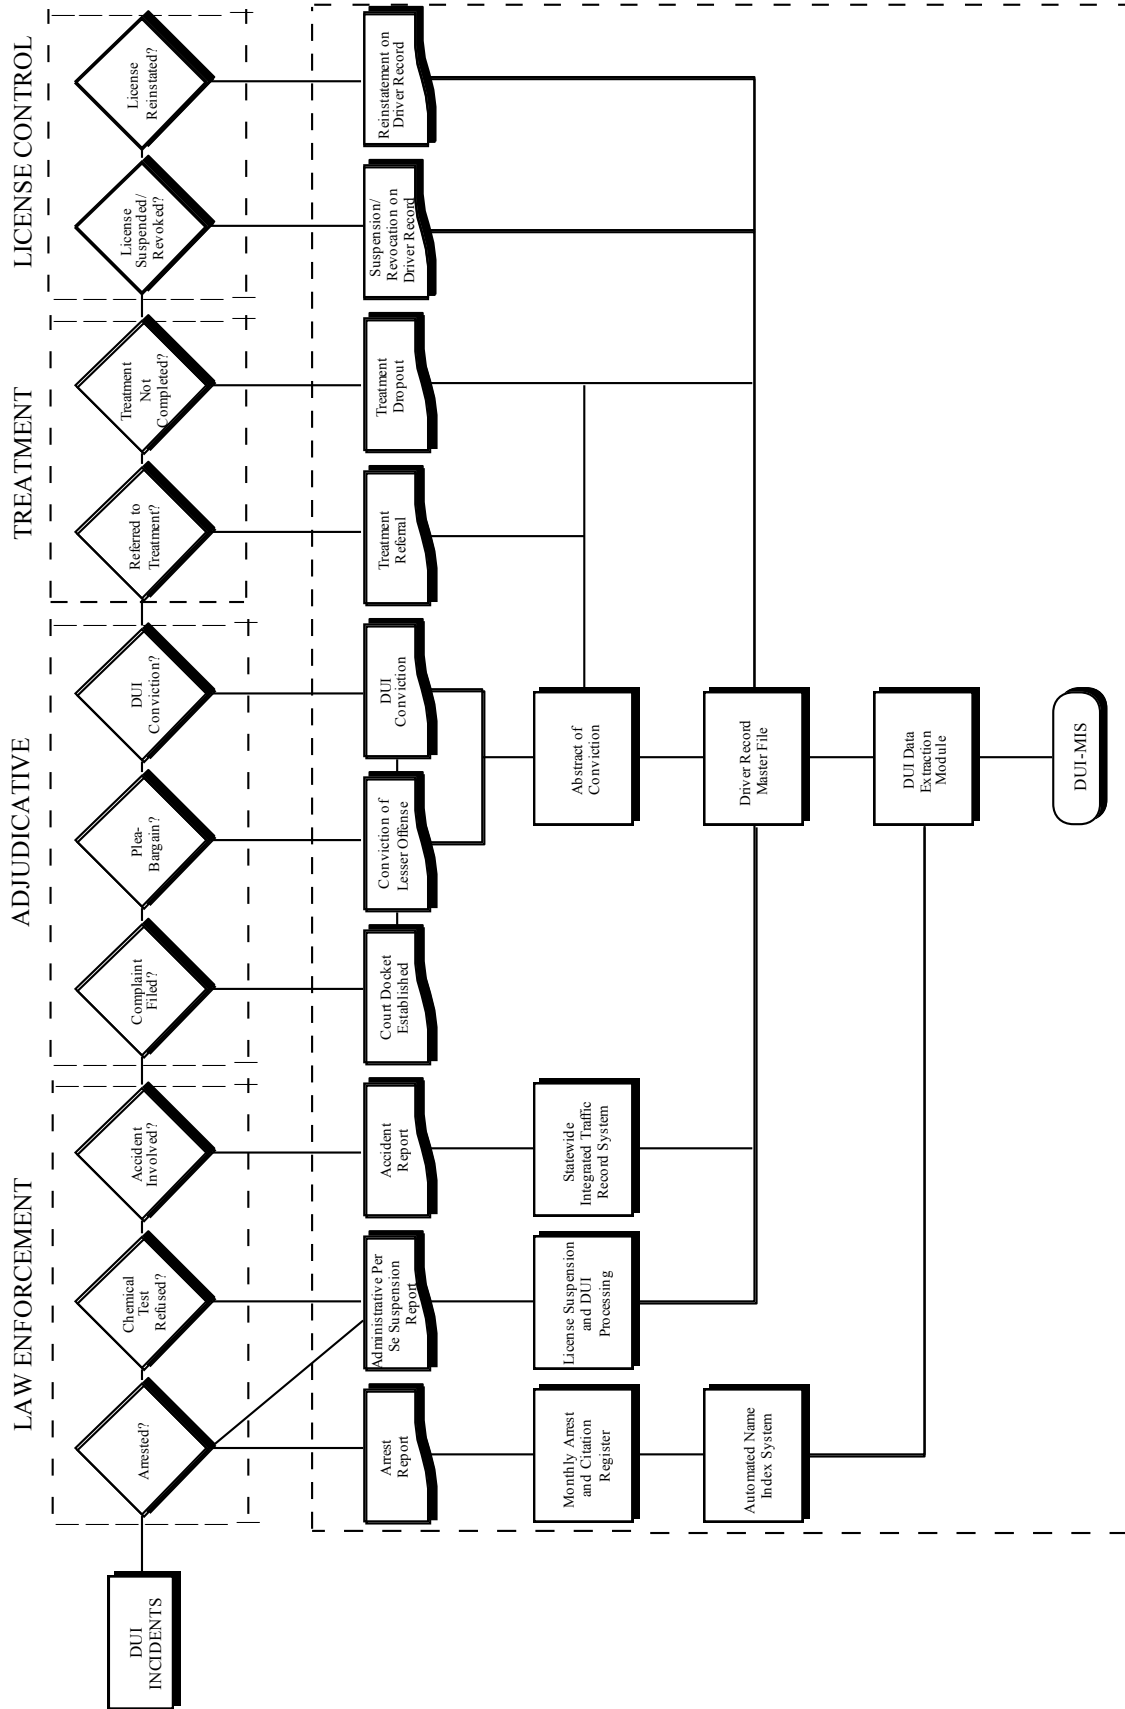 LAW ENFORCEMENT
ADJUDICATIVE
TREATMENT
LICENSE CONTROL
DUI
INCIDENTS
Arrested?
Chemical
Test
Refused?
Accident
Involved?
Complaint
Filed?
Plea-
Bargain?
DUI
Conviction?
Referred to
Treatment?
Treatment
Not
Completed?
License
Suspended/
Revoked?
License
Reinstated?
Arrest
Report
Administrative Per
Se Suspension
Report
Accident
Report
Court Docket
Established
Conviction of
Lesser Offense
DUI
Conviction
Treatment
Referral
Treatment
Dropout
Suspension/
Revocation on
Driver Record
Reinstatement on
Driver Record
Monthly Arrest
and Citation
Register
License Suspension
and DUI
Processing
Statewide
Integrated Traffic
Record System
Abstract of
Conviction
Automated Name
Index System
Driver Record
Master File
DUI Data
Extraction
Module
DUI-MIS